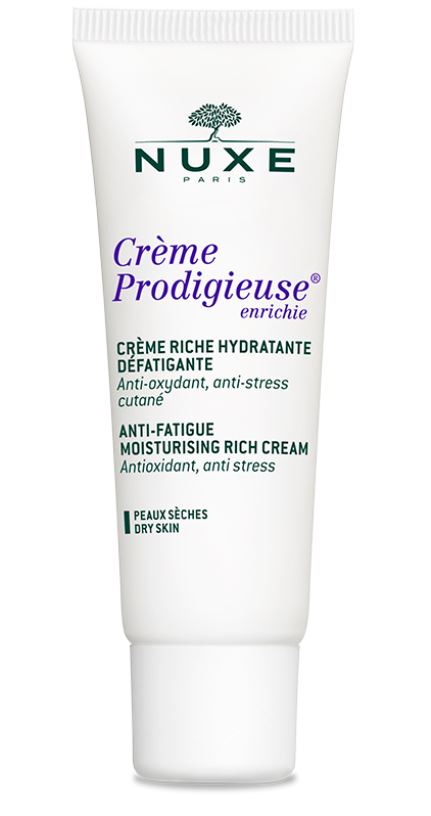 NUXE
PARIS
Crème
Prodigieuse®
enrichie
CRÈME RICHE HYDRATANTE
DÉFATIGANTE
Anti-oxydant, anti-stress
cutané
ANTI-FATIGUE
MOISTURISING RICH CREAM
Antioxidant, anti stress
PEAUX SÈCHES
DRY SKIN